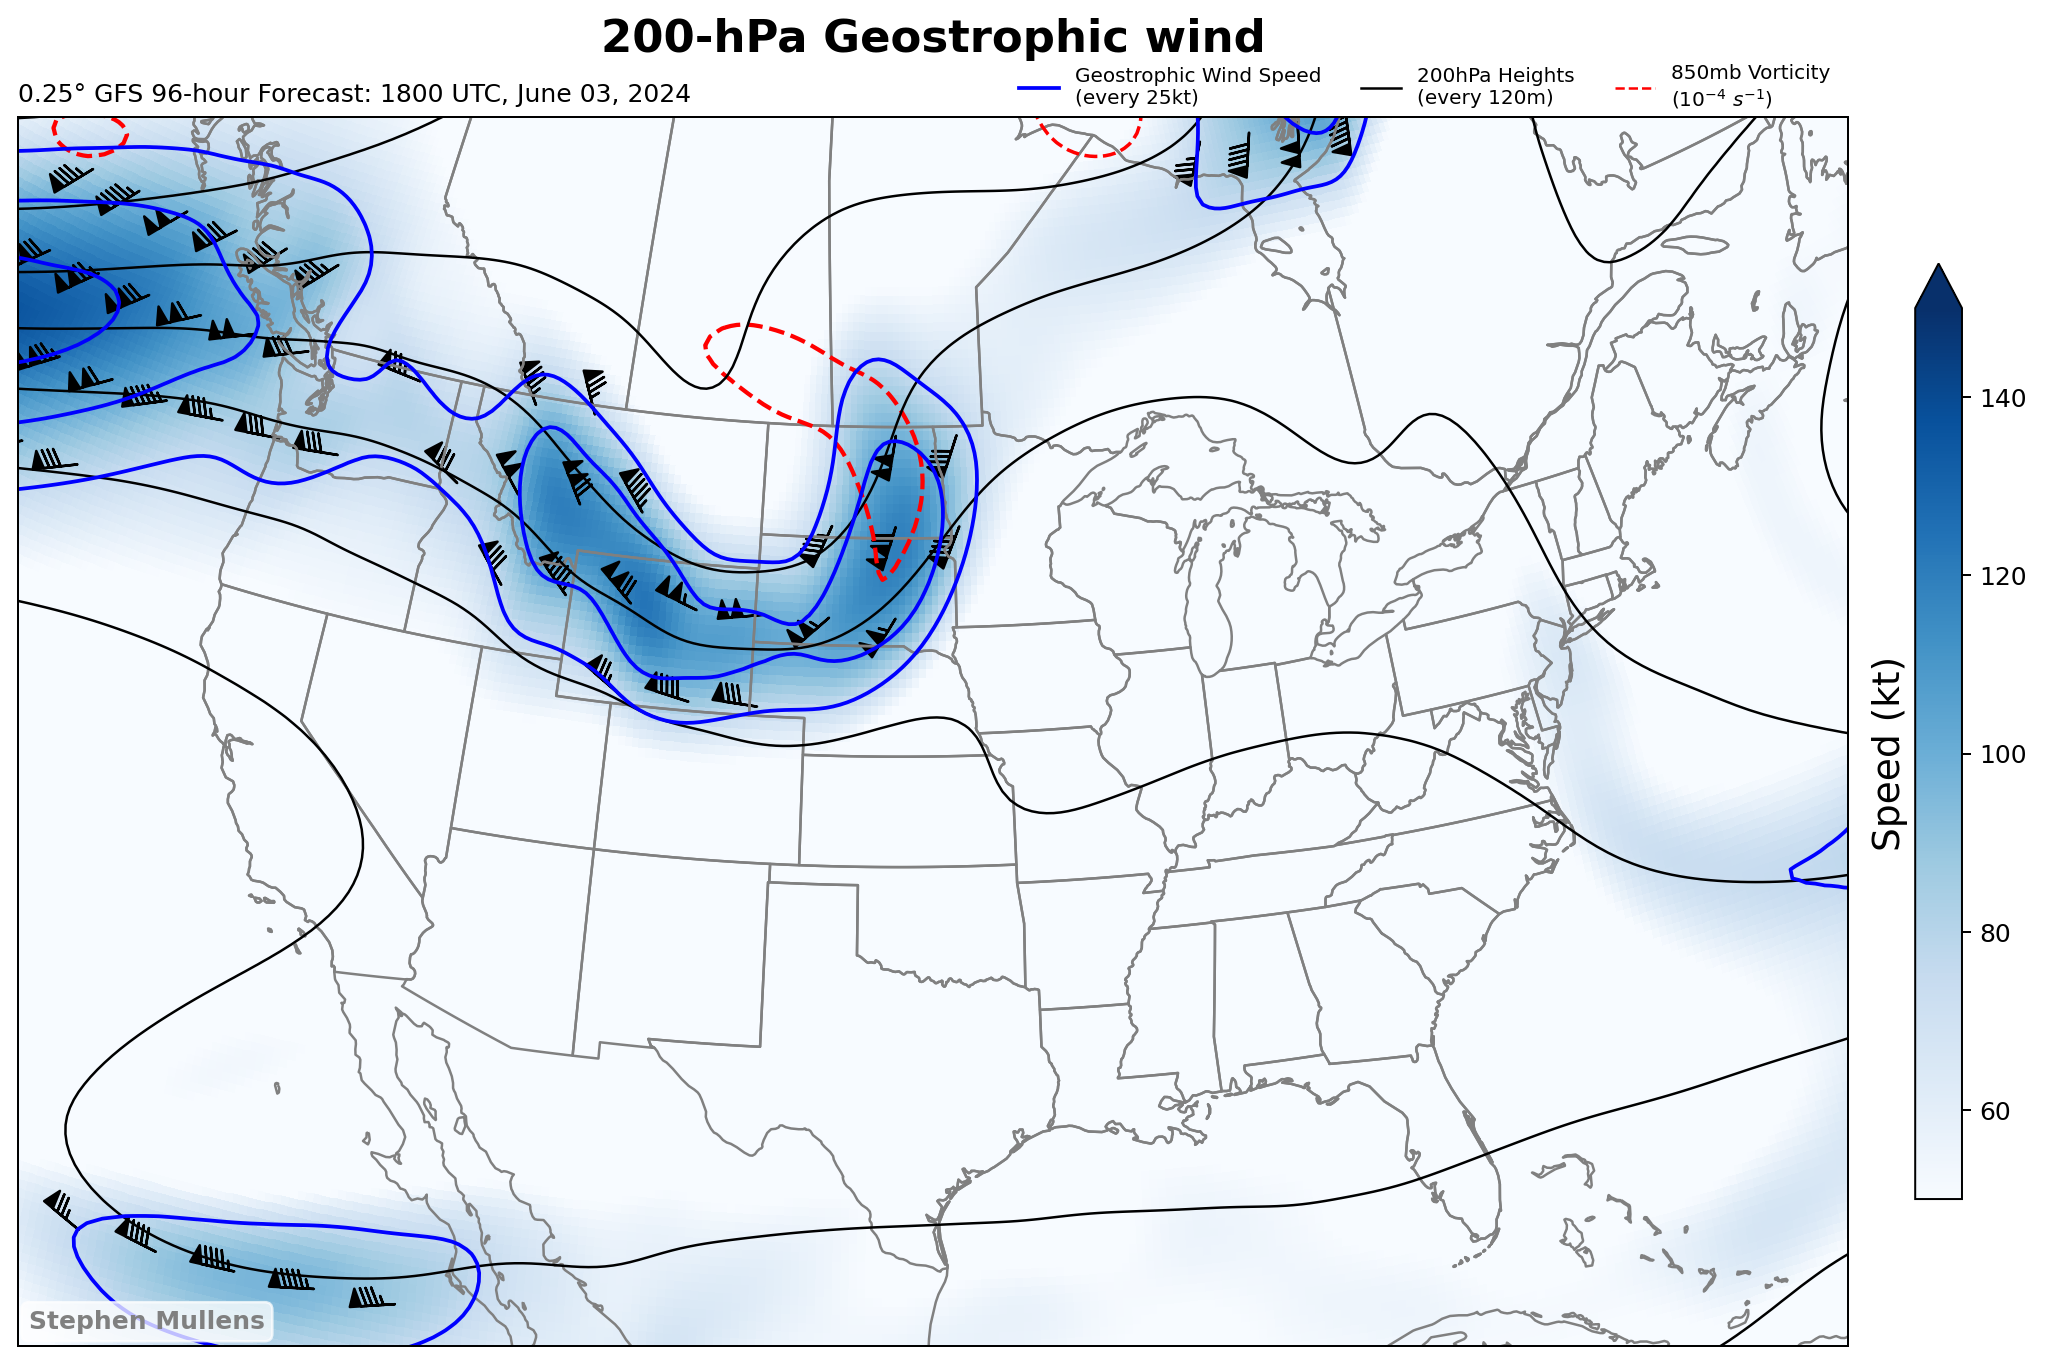 200-hPa Geostrophic wind
0.25° GFS 96-hour Forecast: 1800 UTC, June 03, 2024
Geostrophic Wind Speed
(every 25kt)
200hPa Heights
(every 120m)
850mb Vorticity
(10⁻⁴ s⁻¹)
140
120
100
80
60
Speed (kt)
Stephen Mullens